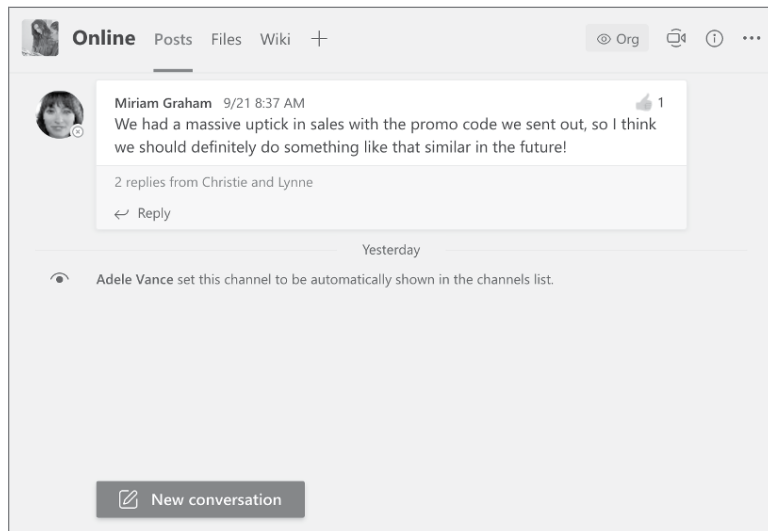 Online Posts Files Wiki Org
Miriam Graham 9/21 8:37 AM 1
We had a massive uptick in sales with the promo code we sent out, so I think
we should definitely do something like that similar in the future!
2 replies from Christie and Lynne
Reply
Yesterday
Adele Vance set this channel to be automatically shown in the channels list.
New conversation